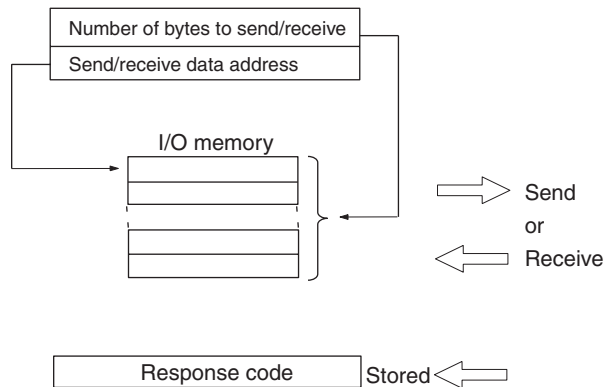 Number of bytes to send/receive
Send/receive data address
I/O memory
Send
or
Receive
Response code
Stored